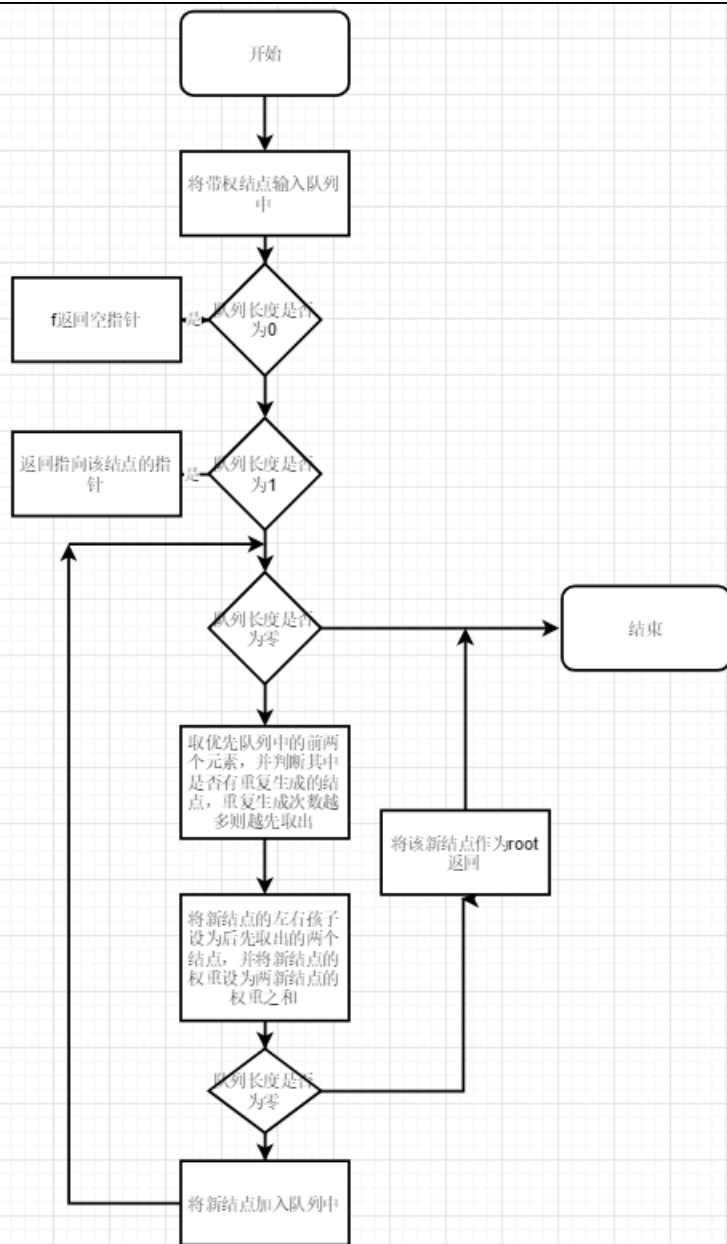 开始
将带权结点输入队列
中
队列长度是否
为0
是
f返回空指针
队列长度是否
为1
是
返回指向该结点的指
针
队列长度是否
为零
结束
取优先队列中的前两
个元素，并判断其中
是否有重复生成的结
点，重复生成次数越
多则越先取出
将该新结点作为root
返回
将新结点的左右孩子
设为后先取出的两个
结点，并将新结点的
权重设为两新结点的
权重之和
队列长度是否
为零
将新结点加入队列中